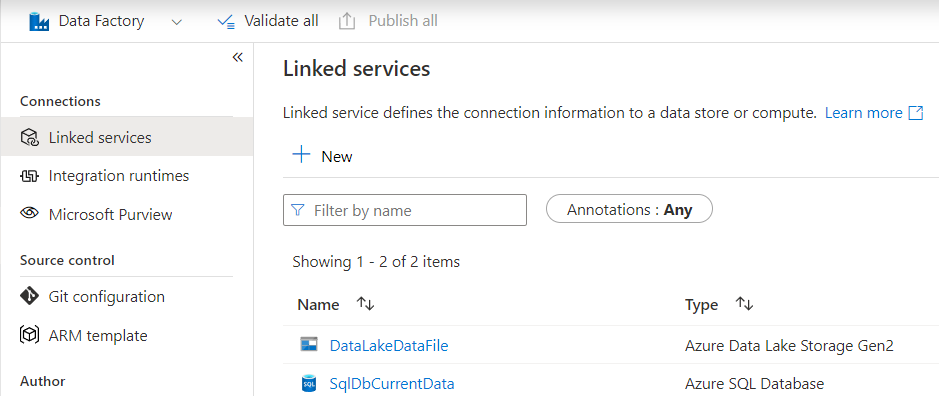 Data Factory Validate all Publish all
Linked services
Linked service defines the connection information to a data store or compute. Learn more
Connections
Linked services
Integration runtimes
Microsoft Purview
Source control
Git configuration
ARM template
Author
New
Filter by name
Annotations : Any
Showing 1 - 2 of 2 items
Name Type
DataLakeDataFile Azure Data Lake Storage Gen2
SqlDbCurrentData Azure SQL Database